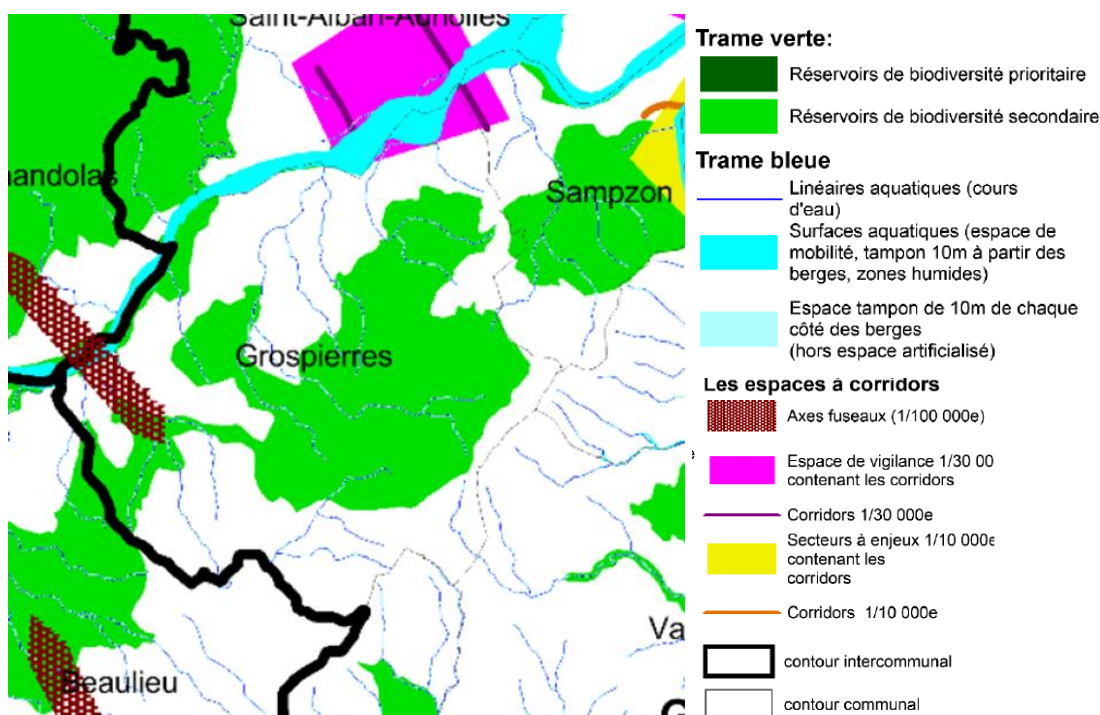 Saint-Alban-Auriolles
andolas
Sampzon
Grospierres
Beaulieu
Va
G
e
Trame verte:
Réservoirs de biodiversité prioritaire
Réservoirs de biodiversité secondaire
Trame bleue
Linéaires aquatiques (cours
d'eau)
Surfaces aquatiques (espace de
mobilité, tampon 10m à partir des
berges, zones humides)
Espace tampon de 10m de chaque
côté des berges
(hors espace artificialisé)
Les espaces à corridors
Axes fuseaux (1/100 000e)
Espace de vigilance 1/30 00
contenant les corridors
Corridors 1/30 000e
Secteurs à enjeux 1/10 000e
contenant les
corridors
Corridors 1/10 000e
contour intercommunal
contour communal